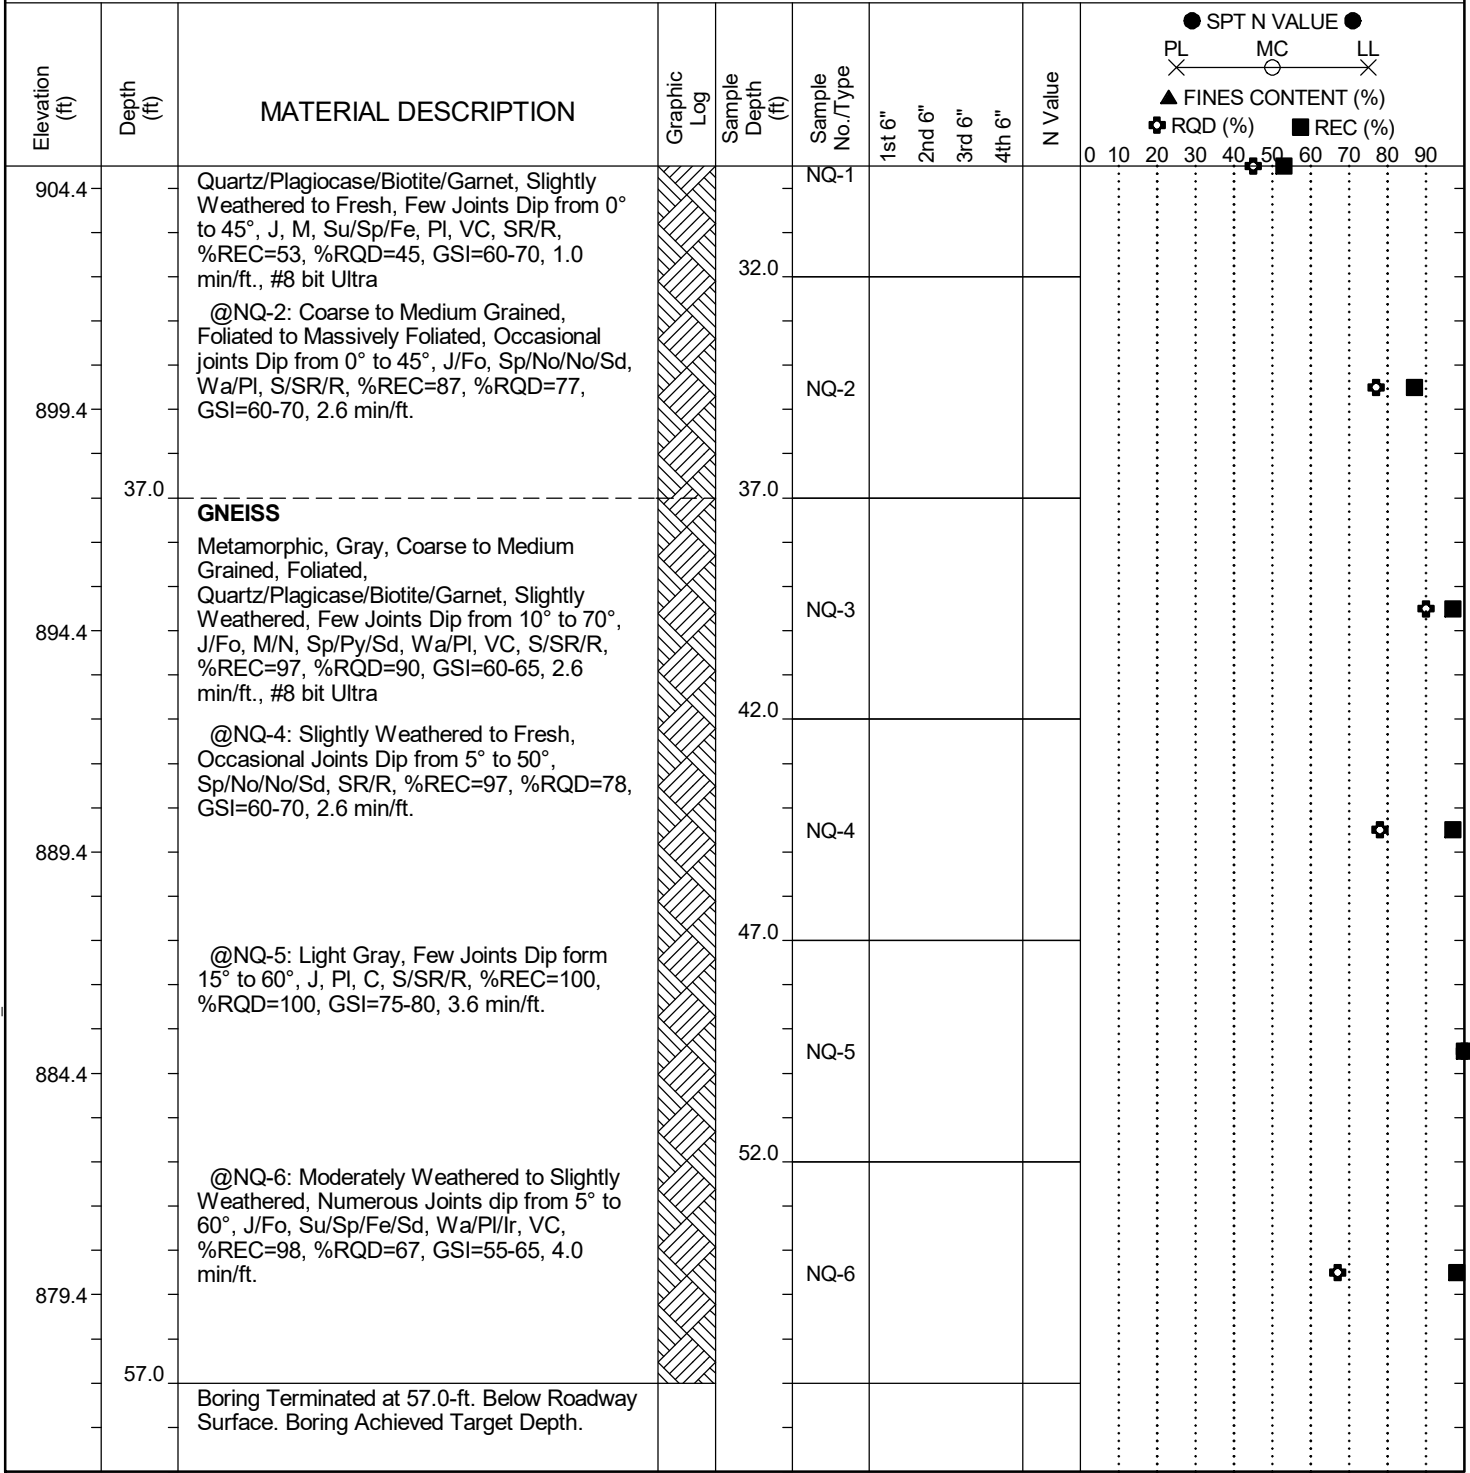 Elevation (ft)
Depth (ft)
MATERIAL DESCRIPTION
Graphic Log
Sample Depth (ft)
Sample No./Type
1st 6"
2nd 6"
3rd 6"
4th 6"
N Value
SPT N VALUE
PL MC LL
FINES CONTENT (%)
RQD (%) REC (%)
0 10 20 30 40 50 60 70 80 90
NQ-1
904.4
Quartz/Plagiocase/Biotite/Garnet, Slightly
Weathered to Fresh, Few Joints Dip from 0°
to 45°, J, M, Su/Sp/Fe, Pl, VC, SR/R,
%REC=53, %RQD=45, GSI=60-70, 1.0
min/ft., #8 bit Ultra
32.0
@NQ-2: Coarse to Medium Grained,
Foliated to Massively Foliated, Occasional
joints Dip from 0° to 45°, J/Fo, Sp/No/No/Sd,
Wa/Pl, S/SR/R, %REC=87, %RQD=77,
GSI=60-70, 2.6 min/ft.
NQ-2
899.4
37.0
37.0
GNEISS
Metamorphic, Gray, Coarse to Medium
Grained, Foliated,
Quartz/Plagicase/Biotite/Garnet, Slightly
Weathered, Few Joints Dip from 10° to 70°,
J/Fo, M/N, Sp/Py/Sd, Wa/Pl, VC, S/SR/R,
%REC=97, %RQD=90, GSI=60-65, 2.6
min/ft., #8 bit Ultra
NQ-3
894.4
42.0
@NQ-4: Slightly Weathered to Fresh,
Occasional Joints Dip from 5° to 50°,
Sp/No/No/Sd, SR/R, %REC=97, %RQD=78,
GSI=60-70, 2.6 min/ft.
NQ-4
889.4
47.0
@NQ-5: Light Gray, Few Joints Dip form
15° to 60°, J, Pl, C, S/SR/R, %REC=100,
%RQD=100, GSI=75-80, 3.6 min/ft.
NQ-5
884.4
52.0
@NQ-6: Moderately Weathered to Slightly
Weathered, Numerous Joints dip from 5° to
60°, J/Fo, Su/Sp/Fe/Sd, Wa/Pl/Ir, VC,
%REC=98, %RQD=67, GSI=55-65, 4.0
min/ft.
NQ-6
879.4
57.0
Boring Terminated at 57.0-ft. Below Roadway
Surface. Boring Achieved Target Depth.